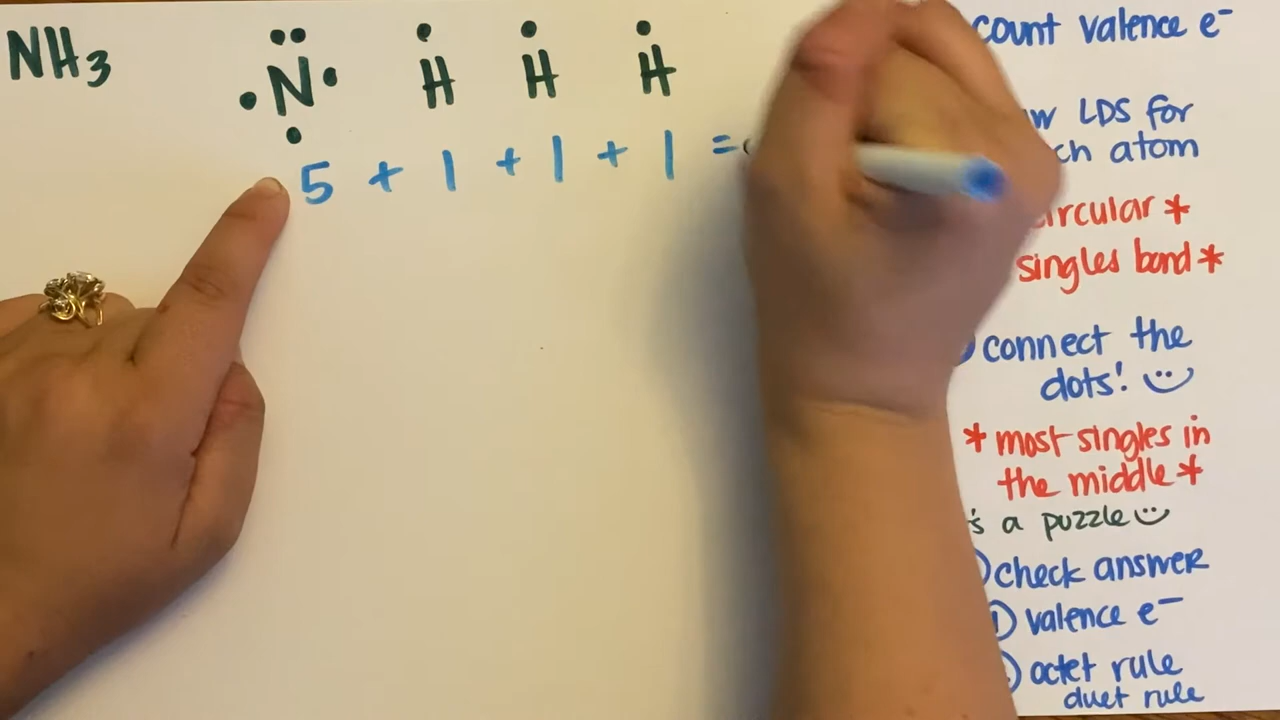 NH3
N H H H
5 + 1 + 1 + 1 =
count valence e⁻
LDS for
atom
singles bond*
connect the
dots!
* most singles in
the middle *
a puzzle
check answer
valence e⁻
octet rule
duet rule